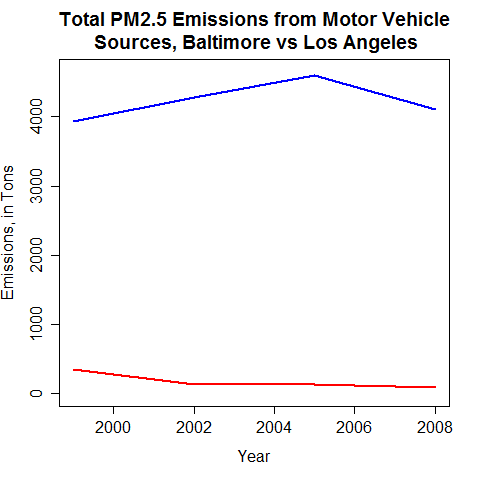 Total PM2.5 Emissions from Motor Vehicle
Sources, Baltimore vs Los Angeles
Emissions, in Tons
4000
3000
2000
1000
0
2000 2002 2004 2006 2008
Year